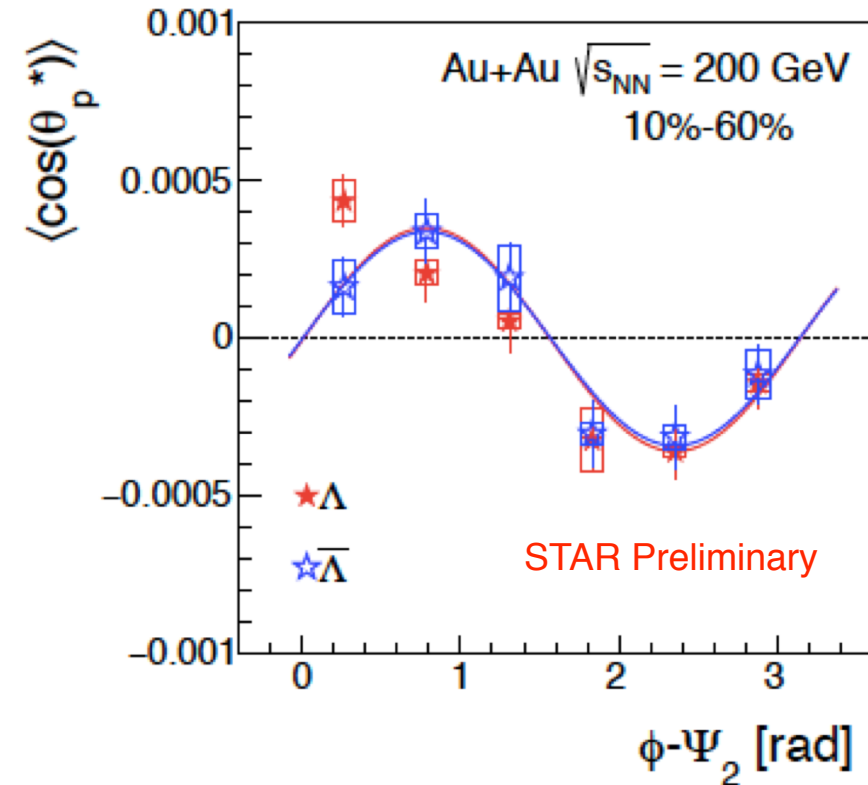 ⟨cos(θp*)⟩
0.001
0.0005
0
−0.0005
−0.001
Au+Au √sNN = 200 GeV
10%-60%
Λ
Λ̅
STAR Preliminary
0 1 2 3
ϕ-Ψ2 [rad]